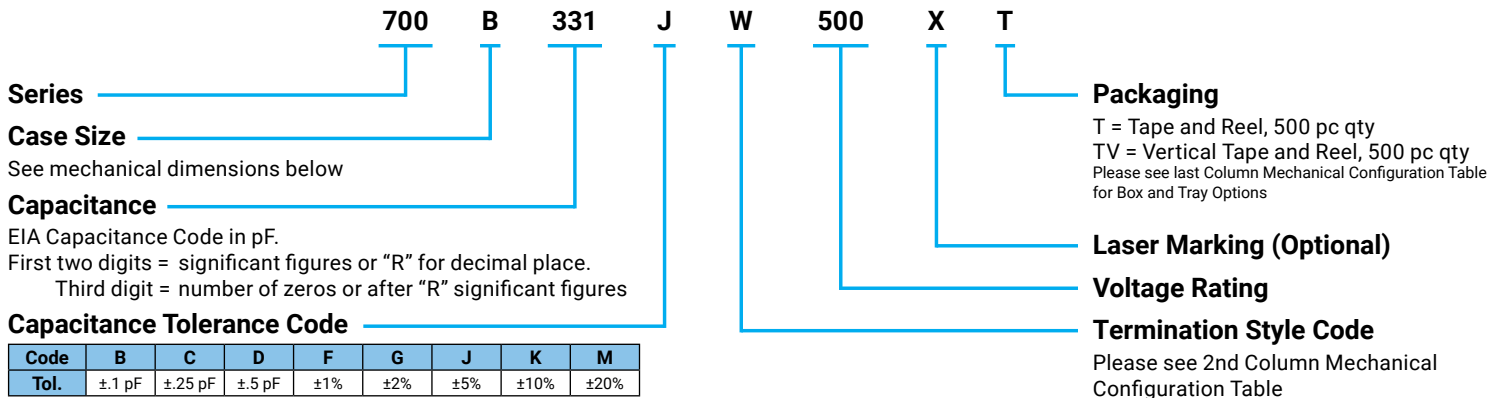 700 B 331 J W 500 X T
Series
Case Size
See mechanical dimensions below
Capacitance
EIA Capacitance Code in pF.
First two digits = significant figures or “R” for decimal place.
Third digit = number of zeros or after “R” significant figures
Capacitance Tolerance Code
Code B C D F G J K M
Tol. ±.1 pF ±.25 pF ±.5 pF ±1% ±2% ±5% ±10% ±20%
Packaging
T = Tape and Reel, 500 pc qty
TV = Vertical Tape and Reel, 500 pc qty
Please see last Column Mechanical Configuration Table
for Box and Tray Options
Laser Marking (Optional)
Voltage Rating
Termination Style Code
Please see 2nd Column Mechanical
Configuration Table